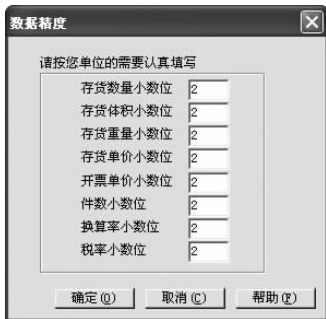 数据精度
请按您单位的需要认真填写
存货数量小数位 2
存货体积小数位 2
存货重量小数位 2
存货单价小数位 2
开票单价小数位 2
件数小数位 2
换算率小数位 2
税率小数位 2
确定(O) 取消(C) 帮助(F)